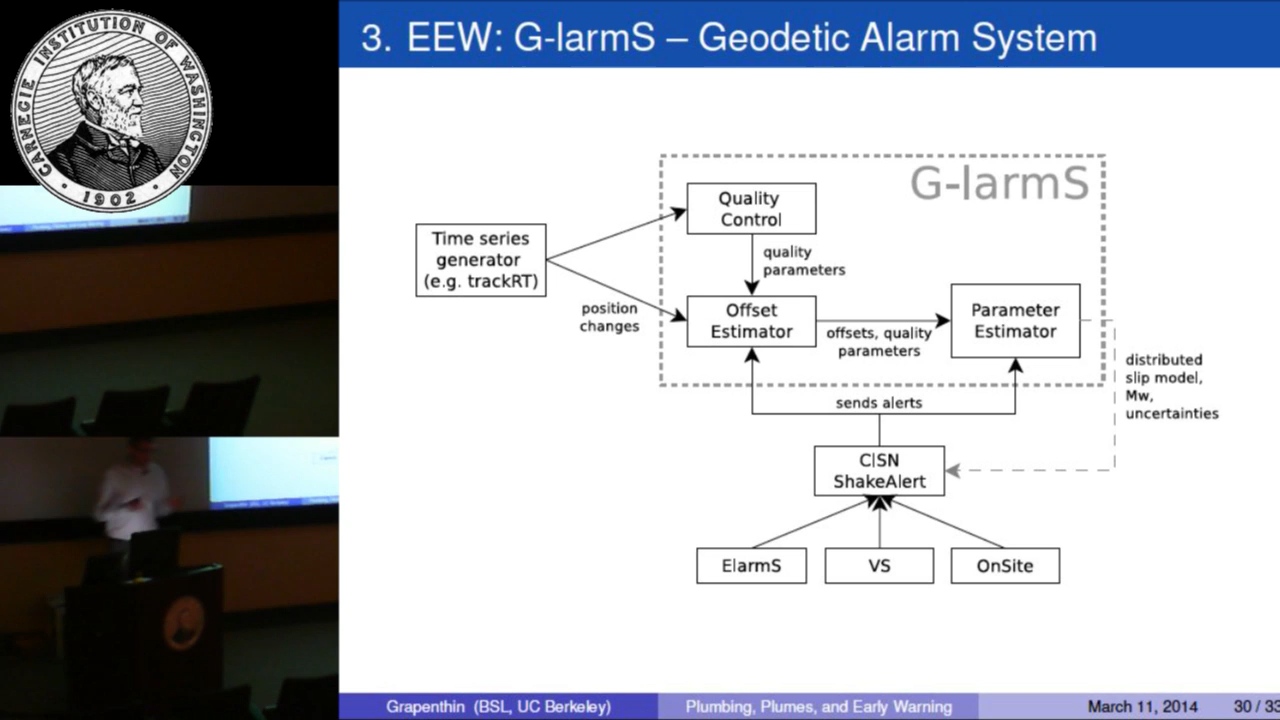 CARNEGIE INSTITUTION OF WASHINGTON
· 1902 ·
3. EEW: G-larmS – Geodetic Alarm System
G-larmS
Quality
Control
Time series
generator
(e.g. trackRT)
quality
parameters
position
changes
Offset
Estimator
offsets, quality
parameters
Parameter
Estimator
distributed
slip model,
Mw,
uncertainties
sends alerts
CISN
ShakeAlert
ElarmS
VS
OnSite
Grapenthin (BSL, UC Berkeley)
Plumbing, Plumes, and Early Warning
March 11, 2014
30 / 33